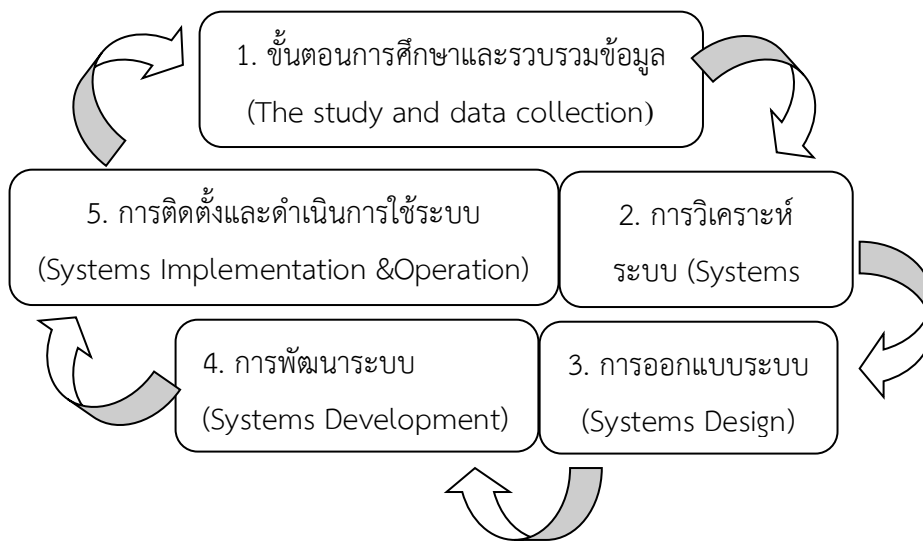 1. ขั้นตอนการศึกษาและรวบรวมข้อมูล
(The study and data collection)
2. การวิเคราะห์
ระบบ (Systems
3. การออกแบบระบบ
(Systems Design)
4. การพัฒนาระบบ
(Systems Development)
5. การติดตั้งและดำเนินการใช้ระบบ
(Systems Implementation &Operation)